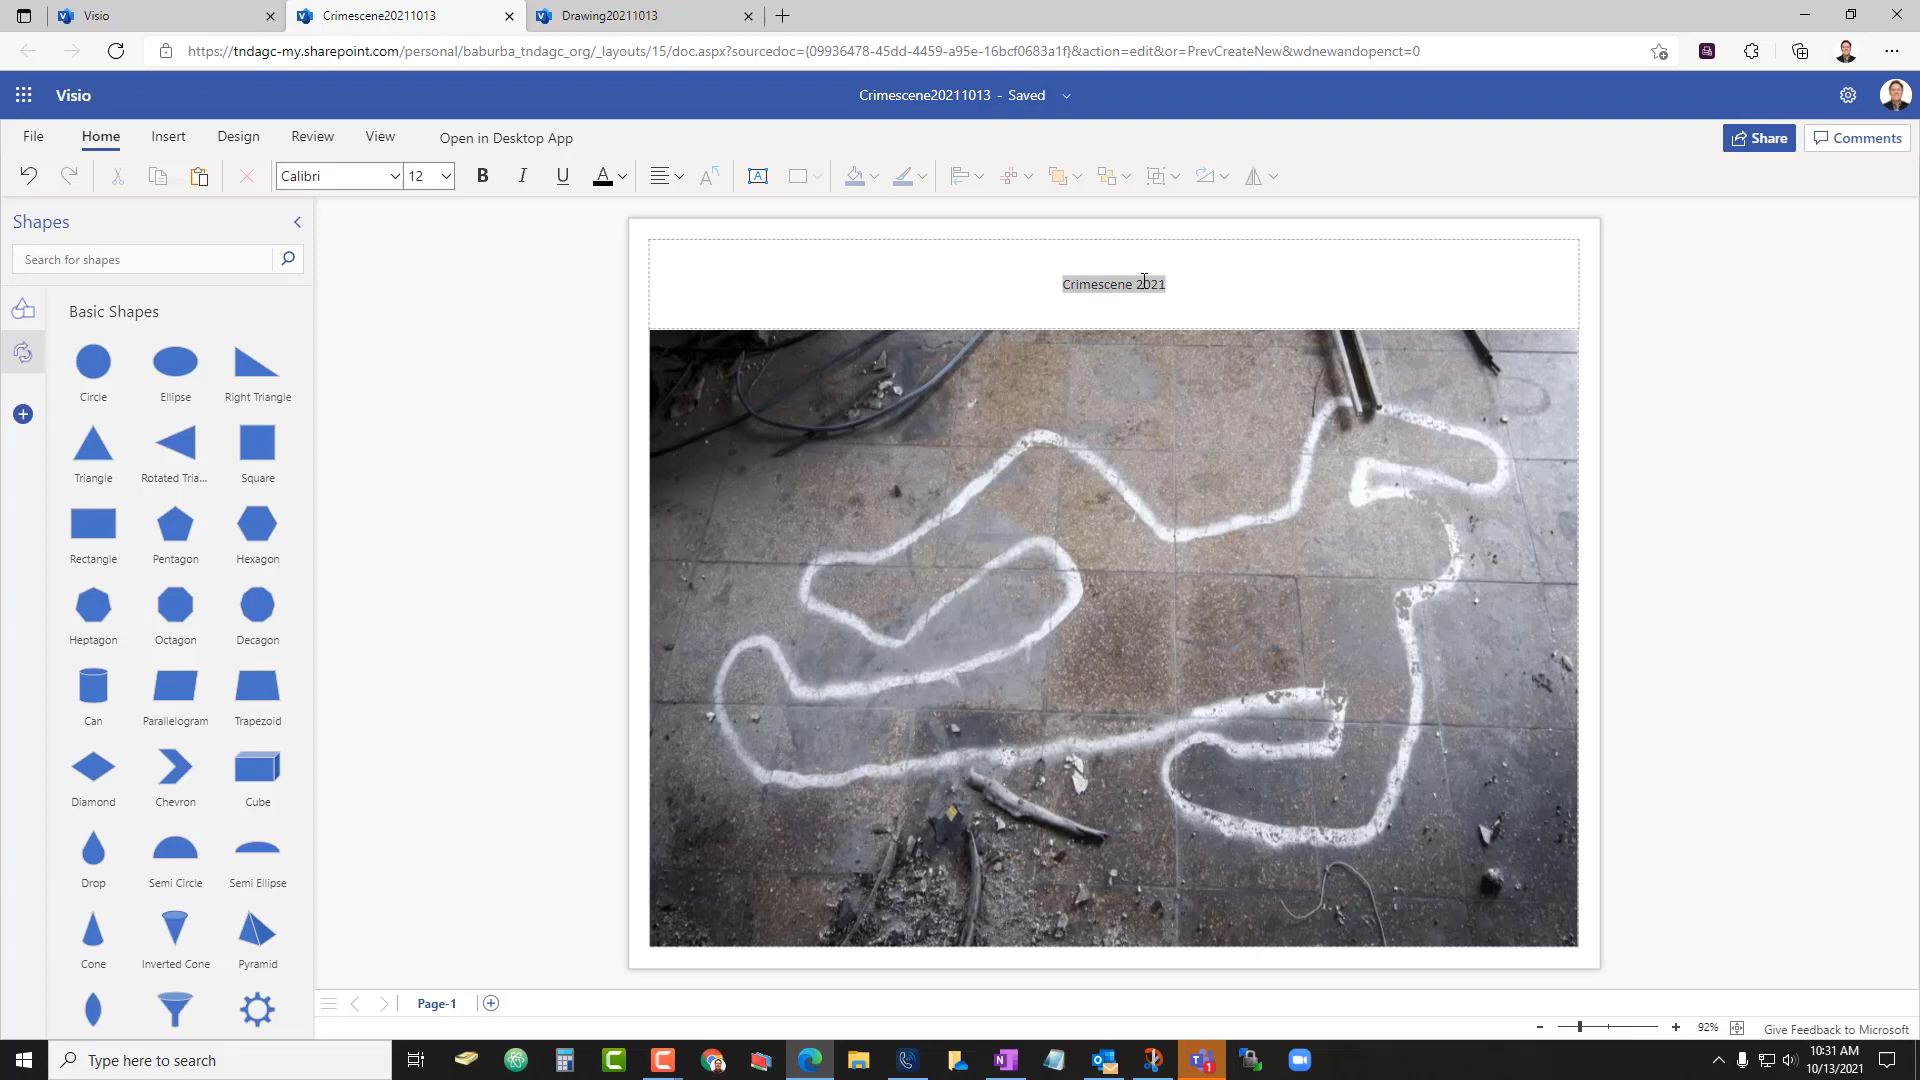 Visio
Crimescene20211013
Drawing20211013
https://tndagc-my.sharepoint.com/personal/baburba_tndagc_org/_layouts/15/doc.aspx?sourcedoc={09936478-45dd-4459-a95e-16bcf0683a1f}&action=edit&or=PrevCreateNew&wdnewandopenct=0
Visio
Crimescene20211013 - Saved
File Home Insert Design Review View Open in Desktop App
Share Comments
Calibri 12 B I U A A A
Shapes
Search for shapes
Crimescene 2021
Basic Shapes
Circle Ellipse Right Triangle
Triangle Rotated Tria... Square
Rectangle Pentagon Hexagon
Heptagon Octagon Decagon
Can Parallelogram Trapezoid
Diamond Chevron Cube
Drop Semi Circle Semi Ellipse
Cone Inverted Cone Pyramid
Page-1
92% Give Feedback to Microsoft
Type here to search
10:31 AM
10/13/2021